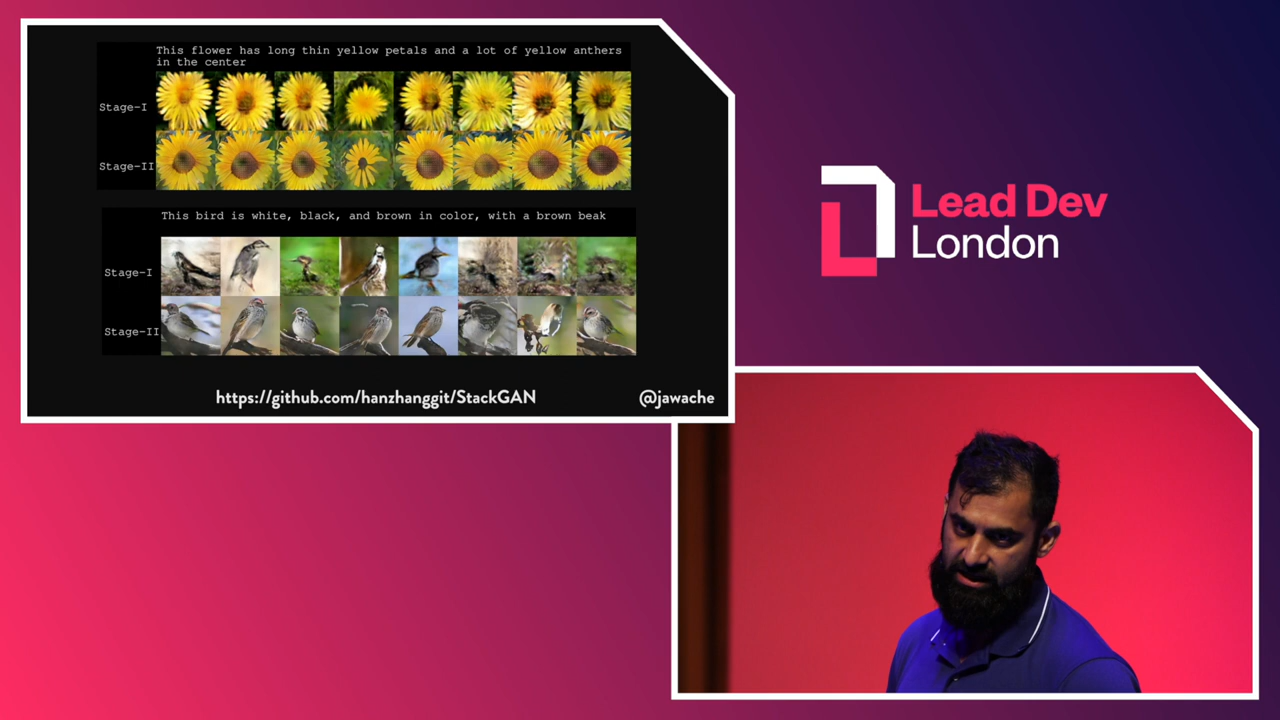 This flower has long thin yellow petals and a lot of yellow anthers
in the center
Stage-I
Stage-II
This bird is white, black, and brown in color, with a brown beak
Stage-I
Stage-II
https://github.com/hanzhanggit/StackGAN
@jawache
Lead Dev
London